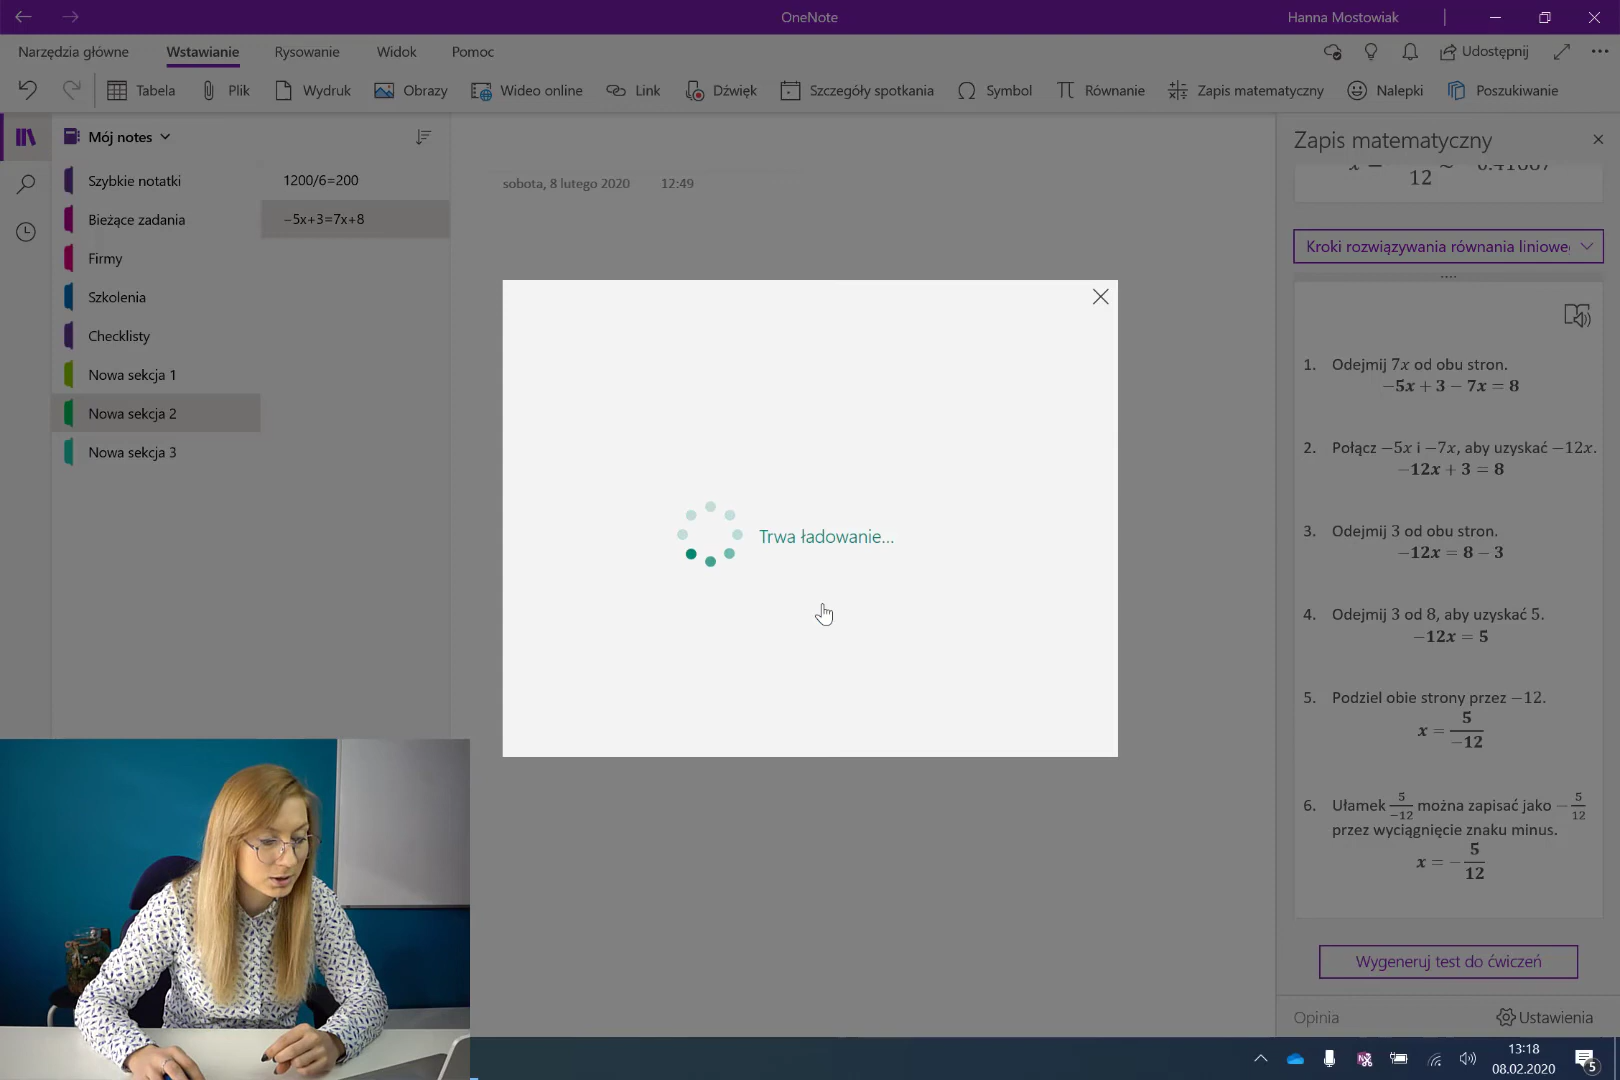 OneNote
Hanna Mostowiak
Narzędzia główne
Wstawianie
Rysowanie
Widok
Pomoc
Udostępnij
Tabela
Plik
Wydruk
Obrazy
Wideo online
Link
Dźwięk
Szczegóły spotkania
Symbol
Równanie
Zapis matematyczny
Nalepki
Poszukiwanie
Mój notes
Szybkie notatki
Bieżące zadania
Firmy
Szkolenia
Checklisty
Nowa sekcja 1
Nowa sekcja 2
Nowa sekcja 3
1200/6=200
−5x+3=7x+8
sobota, 8 lutego 2020 12:49
Trwa ładowanie...
Zapis matematyczny
12
Kroki rozwiązywania równania liniowe
1. Odejmij 7x od obu stron.
−5x + 3 − 7x = 8
2. Połącz −5x i −7x, aby uzyskać −12x.
−12x + 3 = 8
3. Odejmij 3 od obu stron.
−12x = 8 − 3
4. Odejmij 3 od 8, aby uzyskać 5.
−12x = 5
5. Podziel obie strony przez −12.
x = 5/−12
6. Ułamek 5/−12 można zapisać jako −5/12
przez wyciągnięcie znaku minus.
x = −5/12
Wygeneruj test do ćwiczeń
Opinia
Ustawienia
13:18
08.02.2020
5